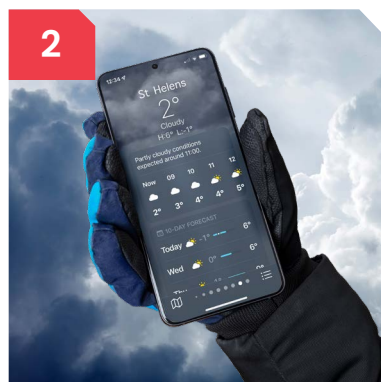 2
12:34
St Helens
2°
Cloudy
H:6° L:-1°
Partly cloudy conditions
expected around 11:00.
Now 09 10 11 12
2° 3° 4° 4° 5°
10-DAY FORECAST
Today -1° 6°
Wed 0° 6°